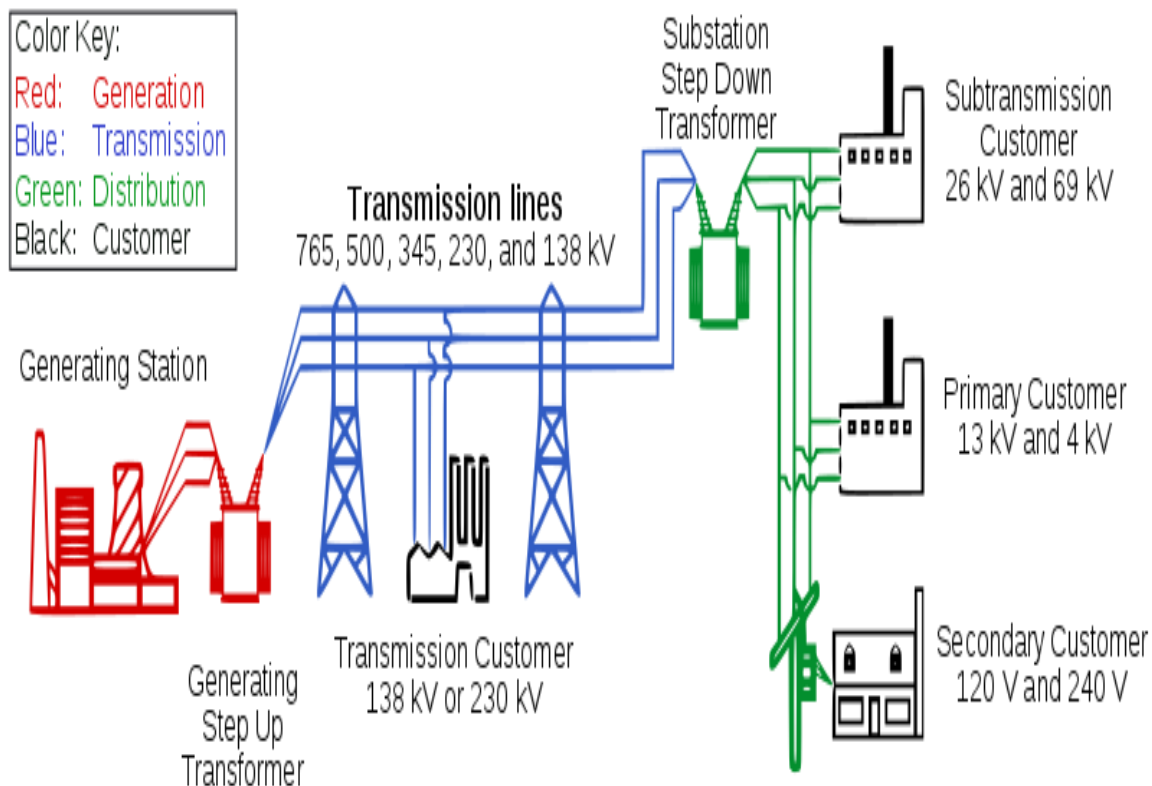 Color Key:
Red: Generation
Blue: Transmission
Green: Distribution
Black: Customer
Substation
Step Down
Transformer
Subtransmission
Customer
26 kV and 69 kV
Transmission lines
765, 500, 345, 230, and 138 kV
Generating Station
Primary Customer
13 kV and 4 kV
Transmission Customer
138 kV or 230 kV
Secondary Customer
120 V and 240 V
Generating
Step Up
Transformer